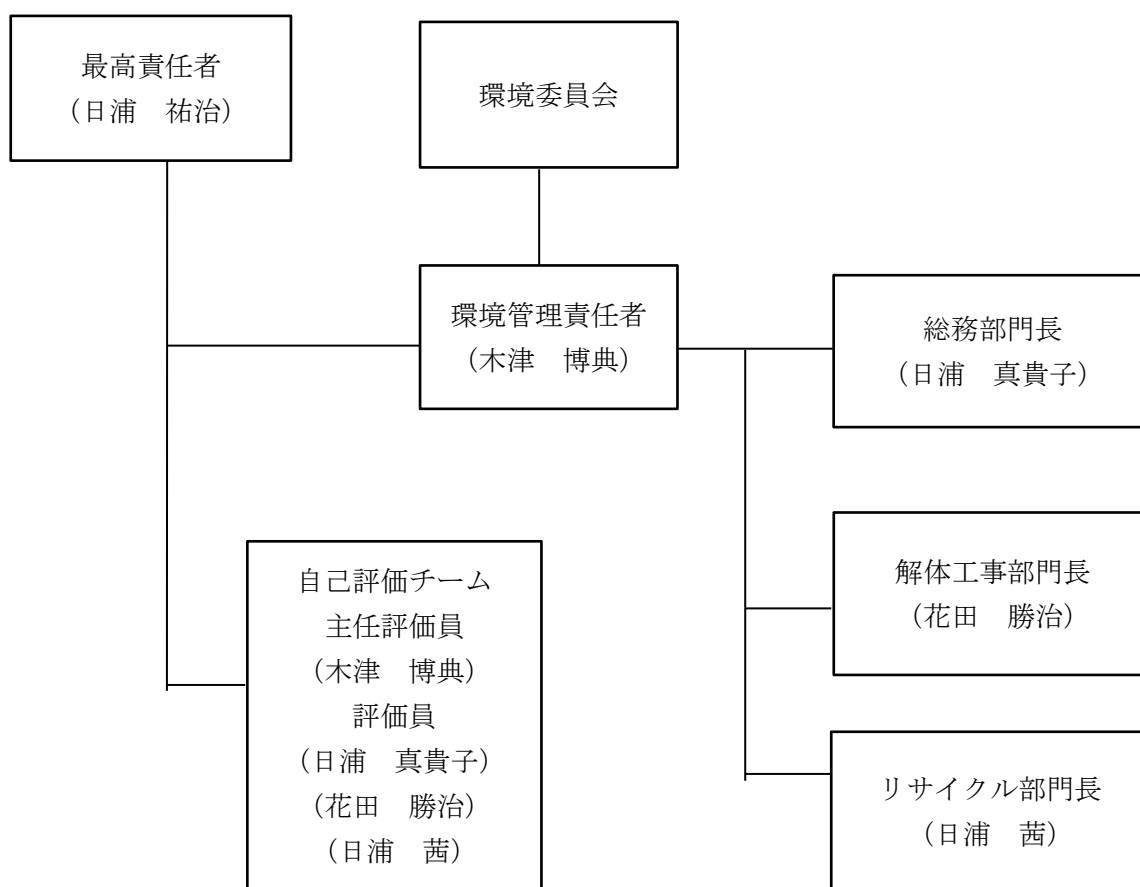 最高責任者
（日浦　祐治）
環境委員会
環境管理責任者
（木津　博典）
総務部門長
（日浦　真貴子）
解体工事部門長
（花田　勝治）
自己評価チーム
主任評価員
（木津　博典）
評価員
（日浦　真貴子）
（花田　勝治）
（日浦　茜）
リサイクル部門長
（日浦　茜）